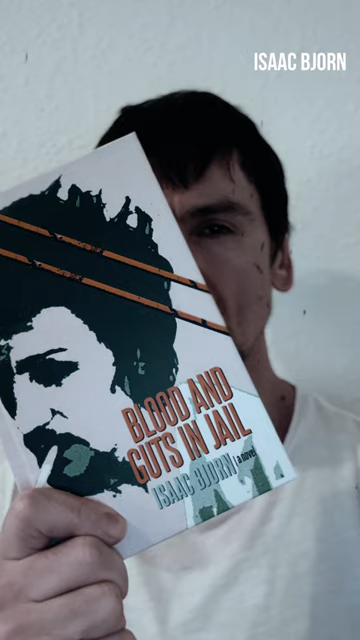 ISAAC BJORN
BLOOD AND
GUTS IN JAIL
ISAAC BJORN | a novel